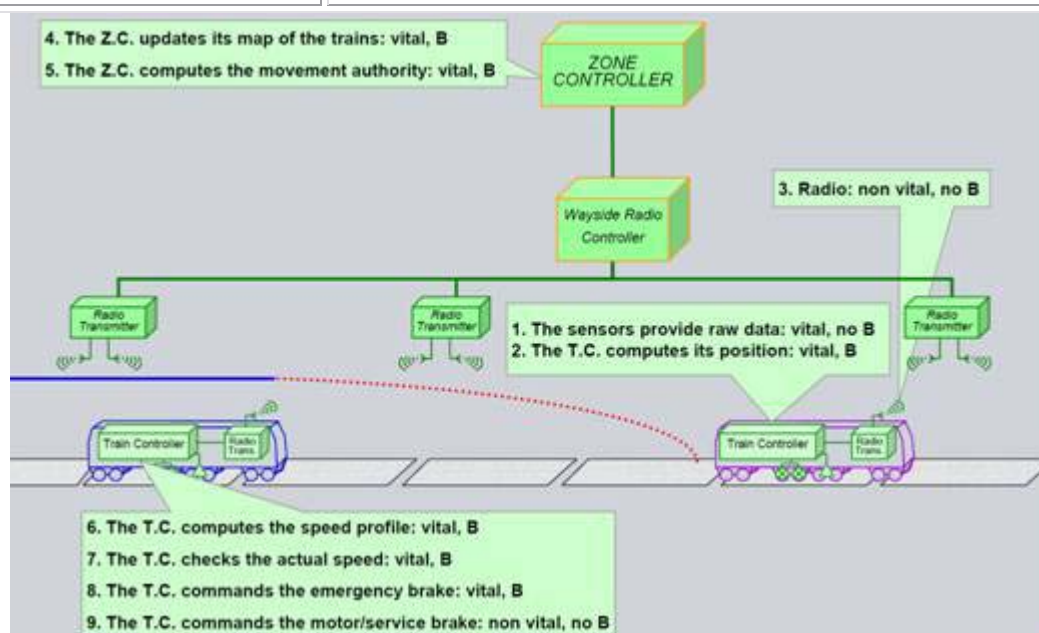 4. The Z.C. updates its map of the trains: vital, B
5. The Z.C. computes the movement authority: vital, B
ZONE
CONTROLLER
3. Radio: non vital, no B
Wayside Radio
Controller
Radio
Transmitter
Radio
Transmitter
Radio
Transmitter
1. The sensors provide raw data: vital, no B
2. The T.C. computes its position: vital, B
Train Controller
Radio
Trans.
Train Controller
Radio
Trans.
6. The T.C. computes the speed profile: vital, B
7. The T.C. checks the actual speed: vital, B
8. The T.C. commands the emergency brake: vital, B
9. The T.C. commands the motor/service brake: non vital, no B